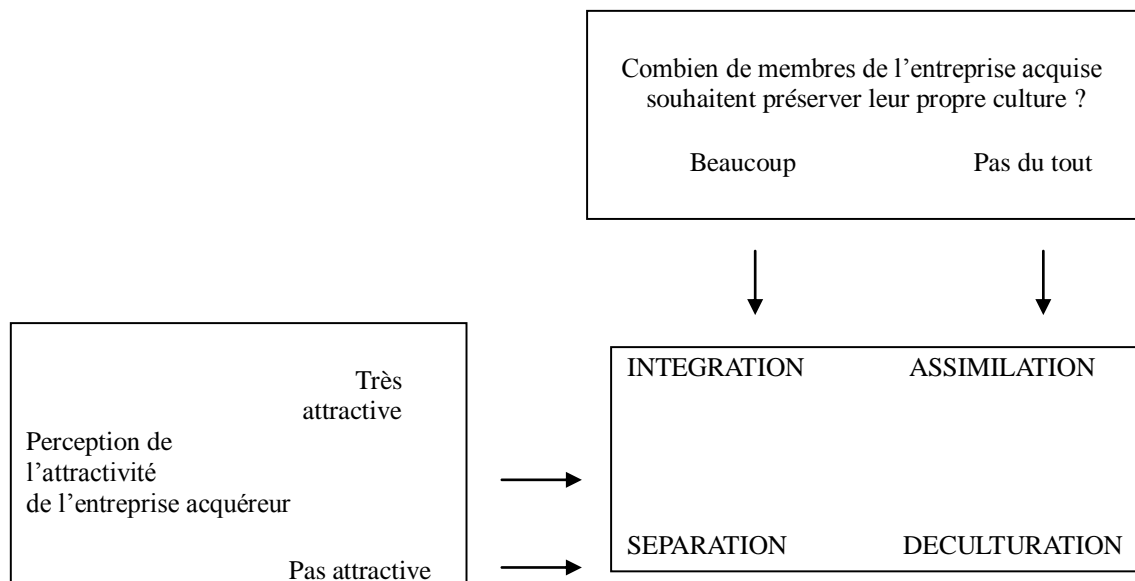 Combien de membres de l’entreprise acquise
souhaitent préserver leur propre culture ?
Beaucoup Pas du tout
Très
attractive
Perception de
l’attractivité
de l’entreprise acquéreur
Pas attractive
INTEGRATION ASSIMILATION
SEPARATION DECULTURATION